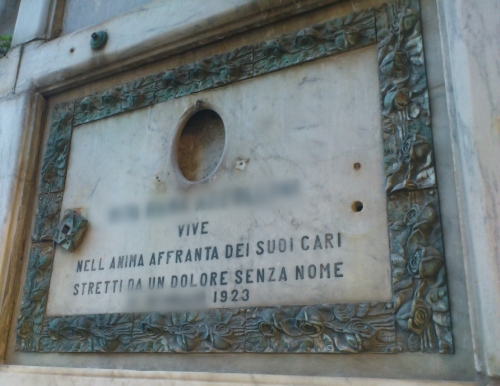 VIVE
NELL ANIMA AFFRANTA DEI SUOI CARI
STRETTI DA UN DOLORE SENZA NOME
1923